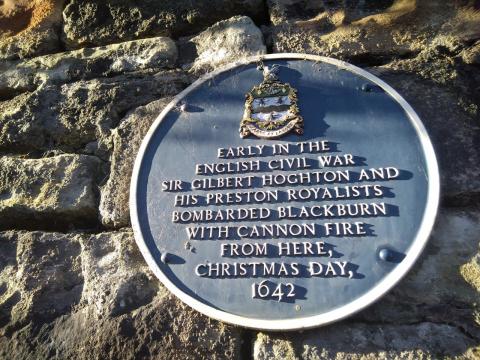 EARLY IN THE
ENGLISH CIVIL WAR
SIR GILBERT HOGHTON AND
HIS PRESTON ROYALISTS
BOMBARDED BLACKBURN
WITH CANNON FIRE
FROM HERE,
CHRISTMAS DAY,
1642